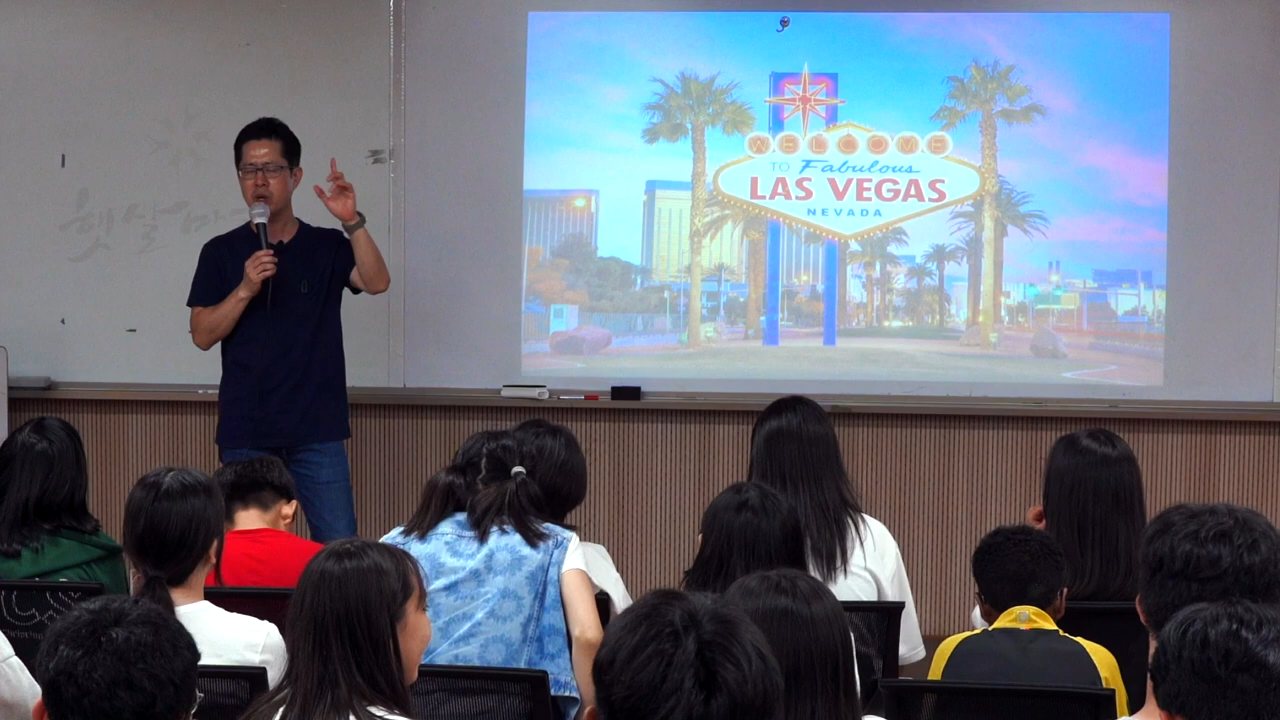 WELCOME
TO Fabulous
LAS VEGAS
NEVADA
햇살